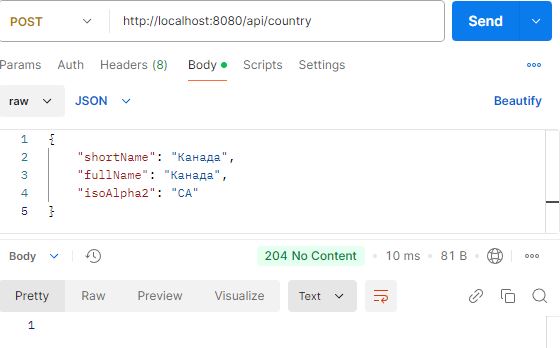 POST http://localhost:8080/api/country Send
Params Auth Headers (8) Body Scripts Settings
raw JSON Beautify
1 {
2 "shortName": "Канада",
3 "fullName": "Канада",
4 "isoAlpha2": "CA"
5 }
Body 204 No Content 10 ms 81 B
Pretty Raw Preview Visualize Text
1